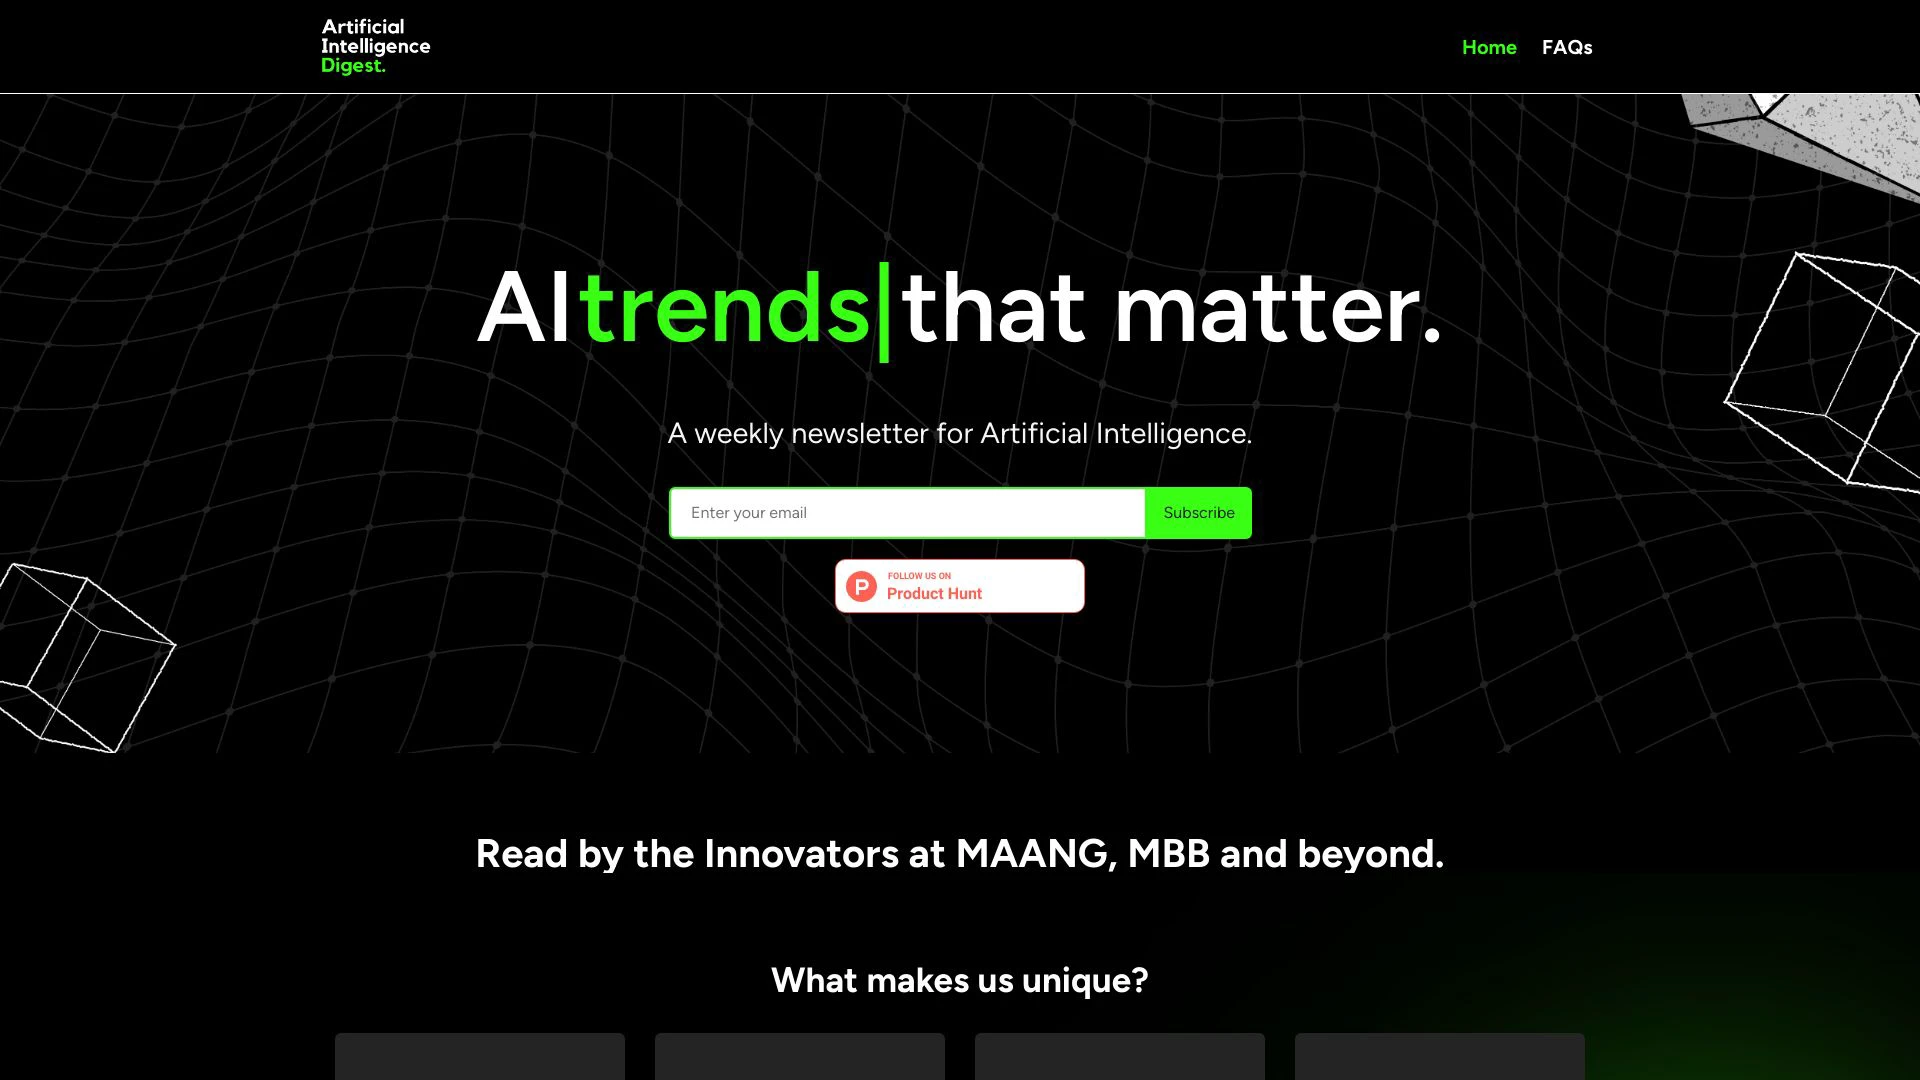 Artificial
Intelligence
Digest.
Home FAQs
AI trends| that matter.
A weekly newsletter for Artificial Intelligence.
Enter your email Subscribe
FOLLOW US ON
P Product Hunt
Read by the Innovators at MAANG, MBB and beyond.
What makes us unique?